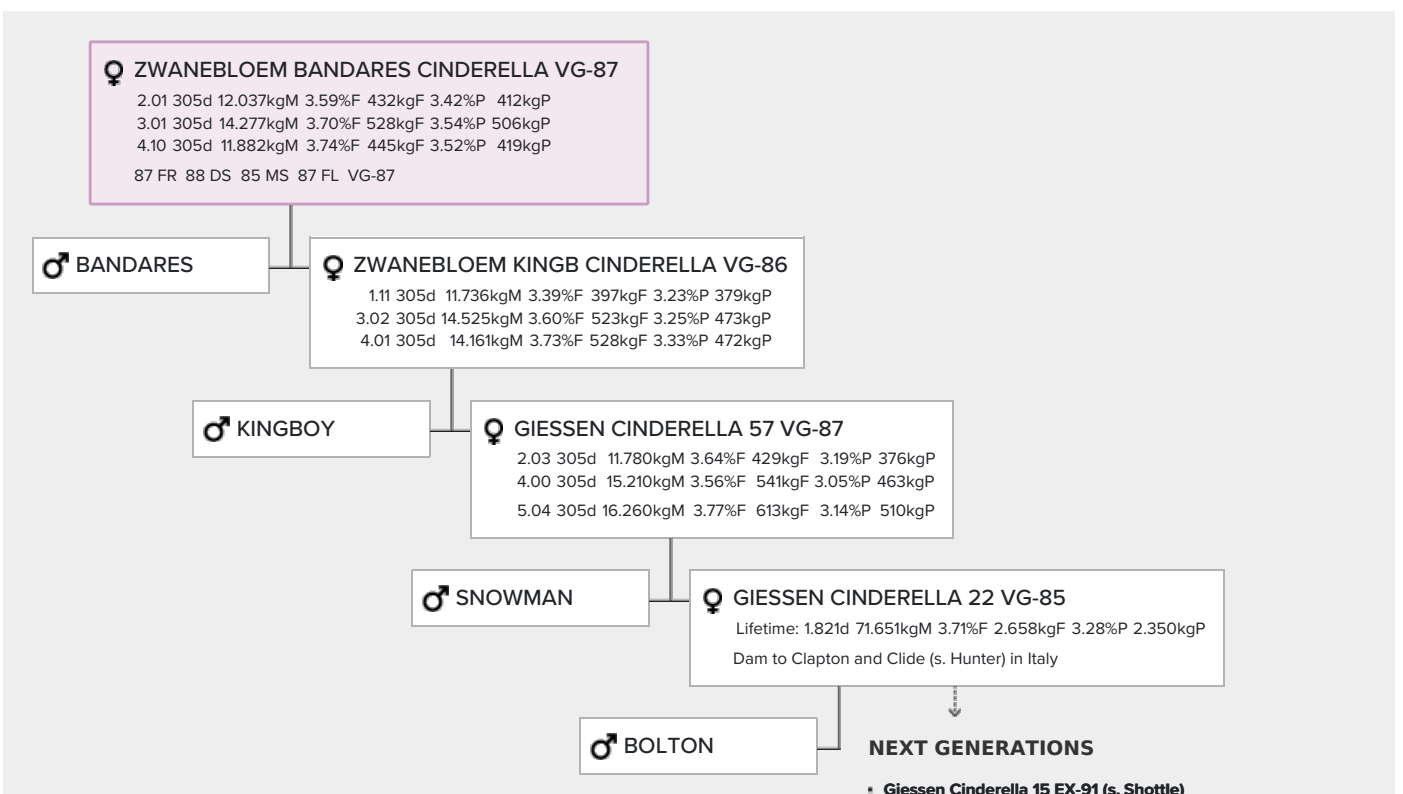 ZWANEBLOEM BANDARES CINDERELLA VG-87
2.01 305d 12.037kgM 3.59%F 432kgF 3.42%P 412kgP
3.01 305d 14.277kgM 3.70%F 528kgF 3.54%P 506kgP
4.10 305d 11.882kgM 3.74%F 445kgF 3.52%P 419kgP
87 FR 88 DS 85 MS 87 FL VG-87
BANDARES
ZWANEBLOEM KINGB CINDERELLA VG-86
1.11 305d 11.736kgM 3.39%F 397kgF 3.23%P 379kgP
3.02 305d 14.525kgM 3.60%F 523kgF 3.25%P 473kgP
4.01 305d 14.161kgM 3.73%F 528kgF 3.33%P 472kgP
KINGBOY
GIESSEN CINDERELLA 57 VG-87
2.03 305d 11.780kgM 3.64%F 429kgF 3.19%P 376kgP
4.00 305d 15.210kgM 3.56%F 541kgF 3.05%P 463kgP
5.04 305d 16.260kgM 3.77%F 613kgF 3.14%P 510kgP
SNOWMAN
GIESSEN CINDERELLA 22 VG-85
Lifetime: 1.821d 71.651kgM 3.71%F 2.658kgF 3.28%P 2.350kgP
Dam to Clapton and Clide (s. Hunter) in Italy
BOLTON
NEXT GENERATIONS
Giessen Cinderella 15 EX-91 (s. Shottle)